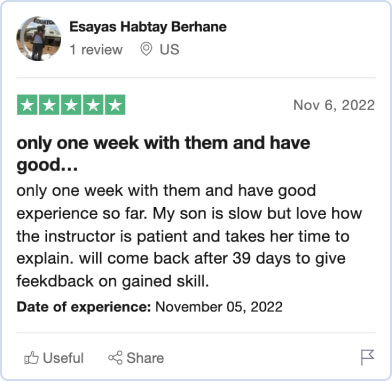 Esayas Habtay Berhane
1 review US
Nov 6, 2022
only one week with them and have
good...
only one week with them and have good
experience so far. My son is slow but love how
the instructor is patient and takes her time to
explain. will come back after 39 days to give
feekdback on gained skill.
Date of experience: November 05, 2022
Useful Share